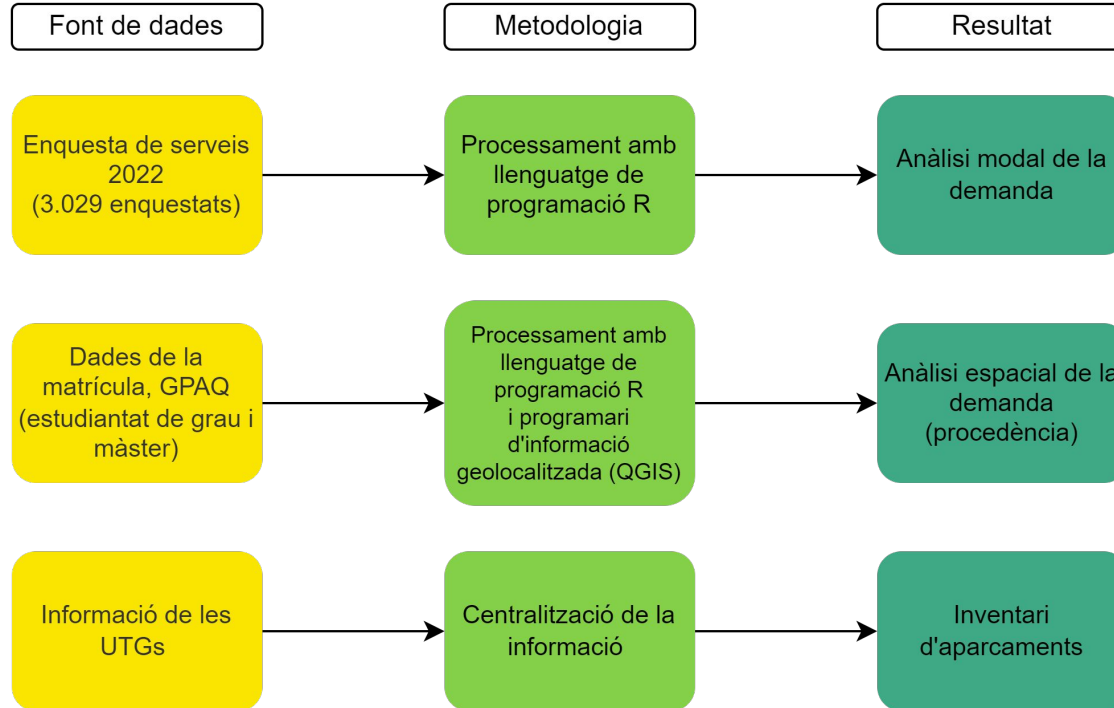 Font de dades
Metodologia
Resultat
Enquesta de serveis
2022
(3.029 enquestats)
Processament amb
llenguatge de
programació R
Anàlisi modal de la
demanda
Dades de la
matrícula, GPAQ
(estudiantat de grau i
màster)
Processament amb
llenguatge de
programació R
i programari
d'informació
geolocalitzada (QGIS)
Anàlisi espacial de la
demanda
(procedència)
Informació de les
UTGs
Centralització de la
informació
Inventari
d'aparcaments